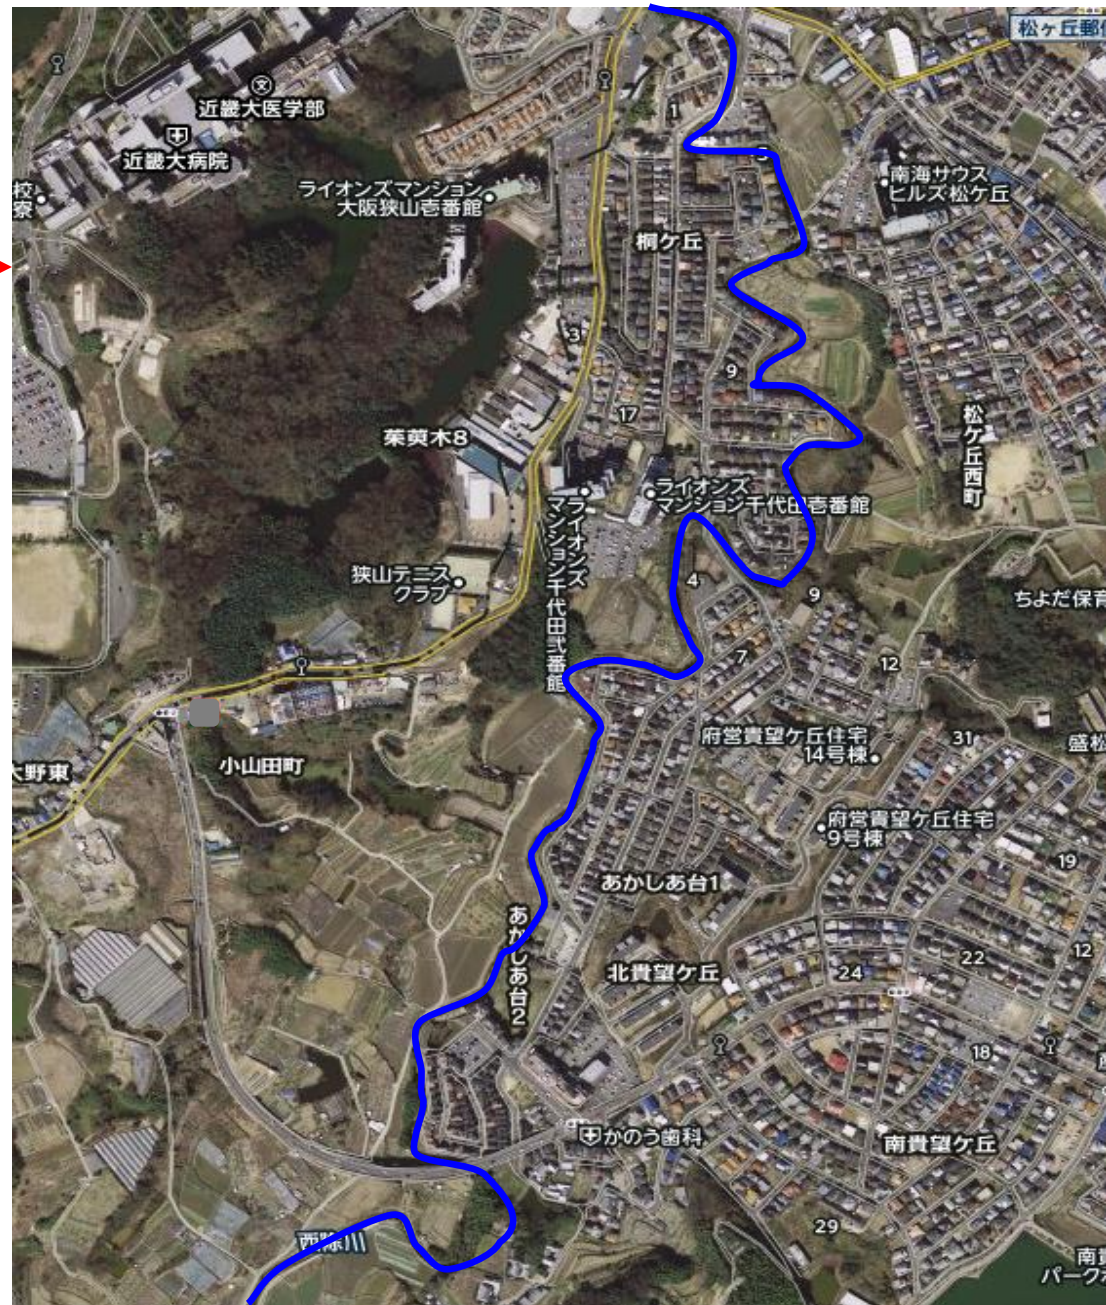 松ヶ丘郵便
近畿大医学部
近畿大病院
校
寮
ライオンズマンション
大阪狭山壱番館
1
3
南海サウス
ヒルズ松ケ丘
桐ケ丘
3
9
17
松ケ丘西町
茱萸木8
ライオンズ
マンション千代田壱番館
ライオンズ
マンション千代田弐番館
狭山テニス
クラブ
4
9
ちよだ保育
7
12
府営貴望ケ丘住宅
14号棟
31
盛松
大野東
小山田町
府営貴望ケ丘住宅
9号棟
19
あかしあ台1
あかしあ台2
12
22
24
北貴望ケ丘
18
かのう歯科
南貴望ケ丘
29
西除川
南貴
パークホ